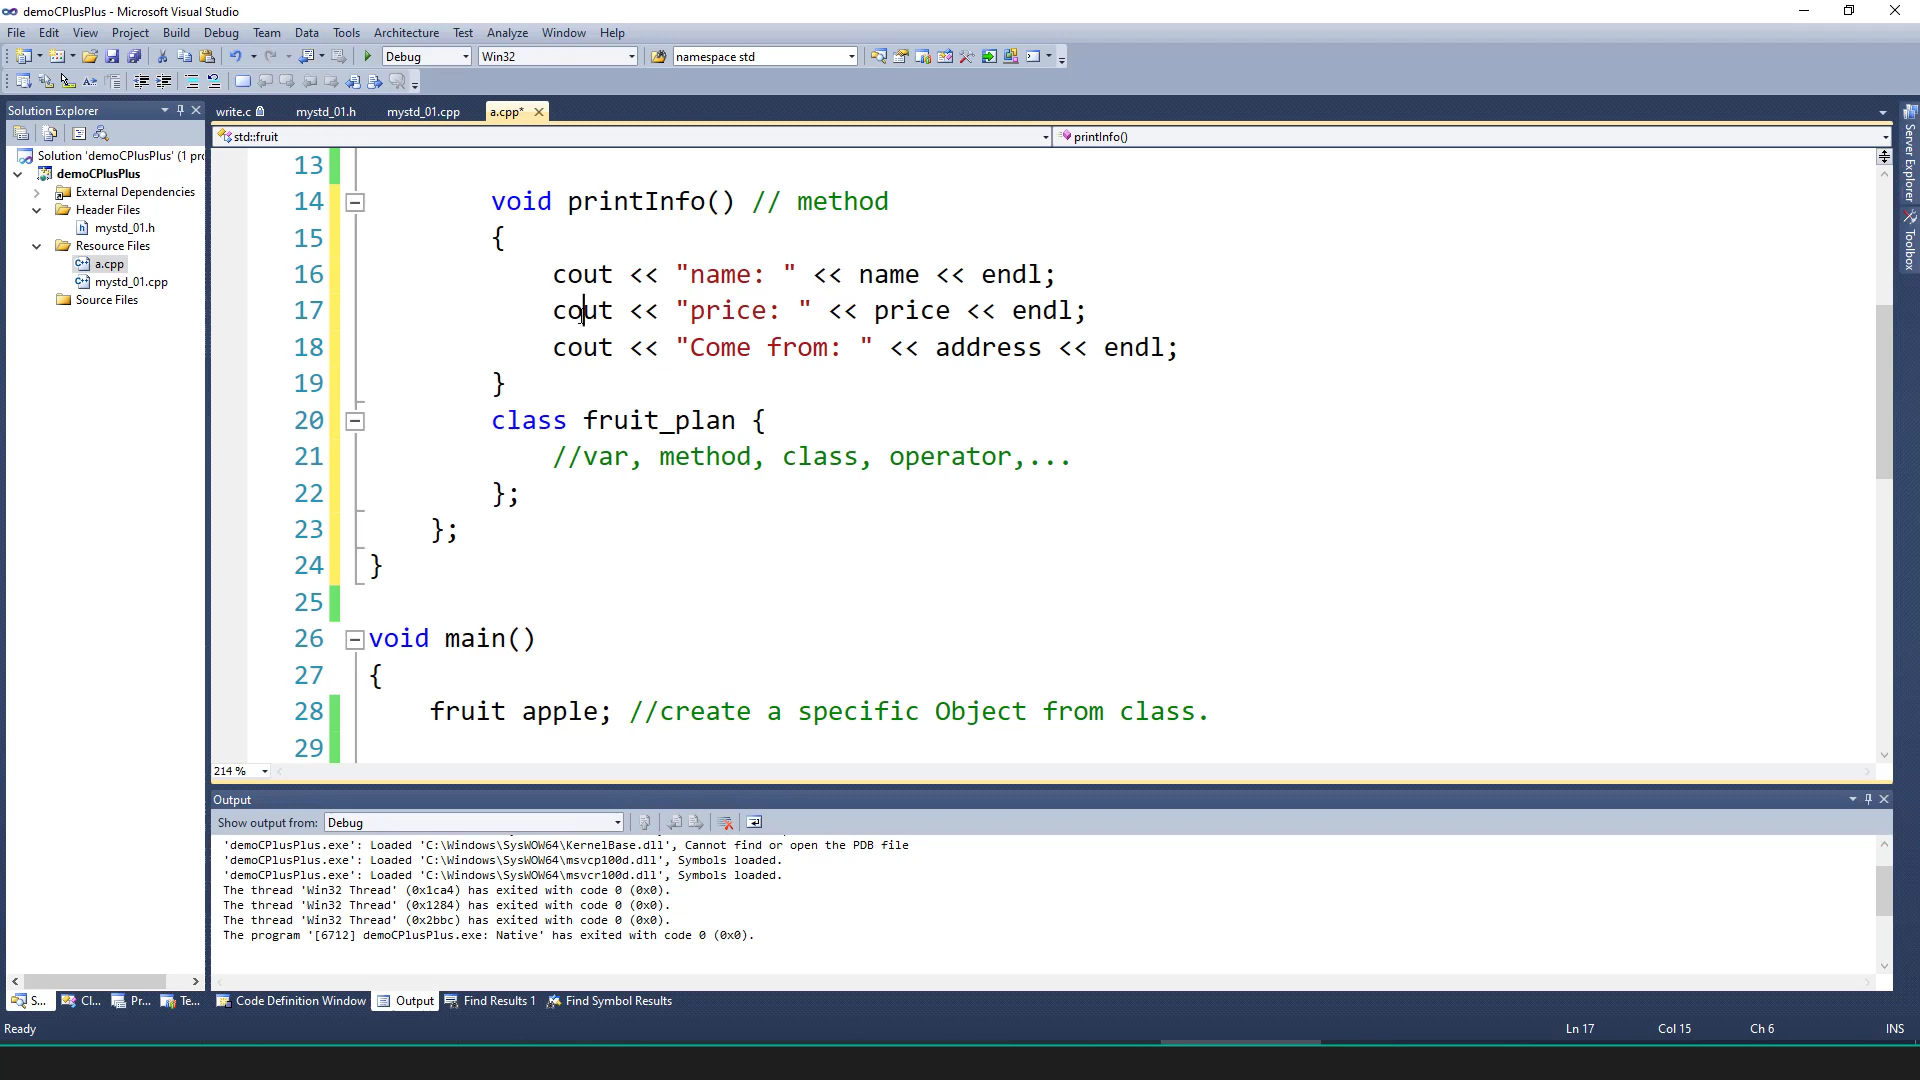 demoCPlusPlus - Microsoft Visual Studio
File Edit View Project Build Debug Team Data Tools Architecture Test Analyze Window Help
Debug Win32 namespace std
Solution Explorer
write.c mystd_01.h mystd_01.cpp a.cpp*
std::fruit printInfo()
Solution 'demoCPlusPlus' (1 pro
demoCPlusPlus
External Dependencies
Header Files
mystd_01.h
Resource Files
a.cpp
mystd_01.cpp
Source Files
Server Explorer
Toolbox
13
14 void printInfo() // method
15 {
16 cout << "name: " << name << endl;
17 cout << "price: " << price << endl;
18 cout << "Come from: " << address << endl;
19 }
20 class fruit_plan {
21 //var, method, class, operator,...
22 };
23 };
24 }
25
26 void main()
27 {
28 fruit apple; //create a specific Object from class.
29
214 %
Output
Show output from: Debug
'demoCPlusPlus.exe': Loaded 'C:\Windows\SysWOW64\KernelBase.dll', Cannot find or open the PDB file
'demoCPlusPlus.exe': Loaded 'C:\Windows\SysWOW64\msvcp100d.dll', Symbols loaded.
'demoCPlusPlus.exe': Loaded 'C:\Windows\SysWOW64\msvcr100d.dll', Symbols loaded.
The thread 'Win32 Thread' (0x1ca4) has exited with code 0 (0x0).
The thread 'Win32 Thread' (0x1284) has exited with code 0 (0x0).
The thread 'Win32 Thread' (0x2bbc) has exited with code 0 (0x0).
The program '[6712] demoCPlusPlus.exe: Native' has exited with code 0 (0x0).
S... Cl... Pr... Te... Code Definition Window Output Find Results 1 Find Symbol Results
Ready Ln 17 Col 15 Ch 6 INS